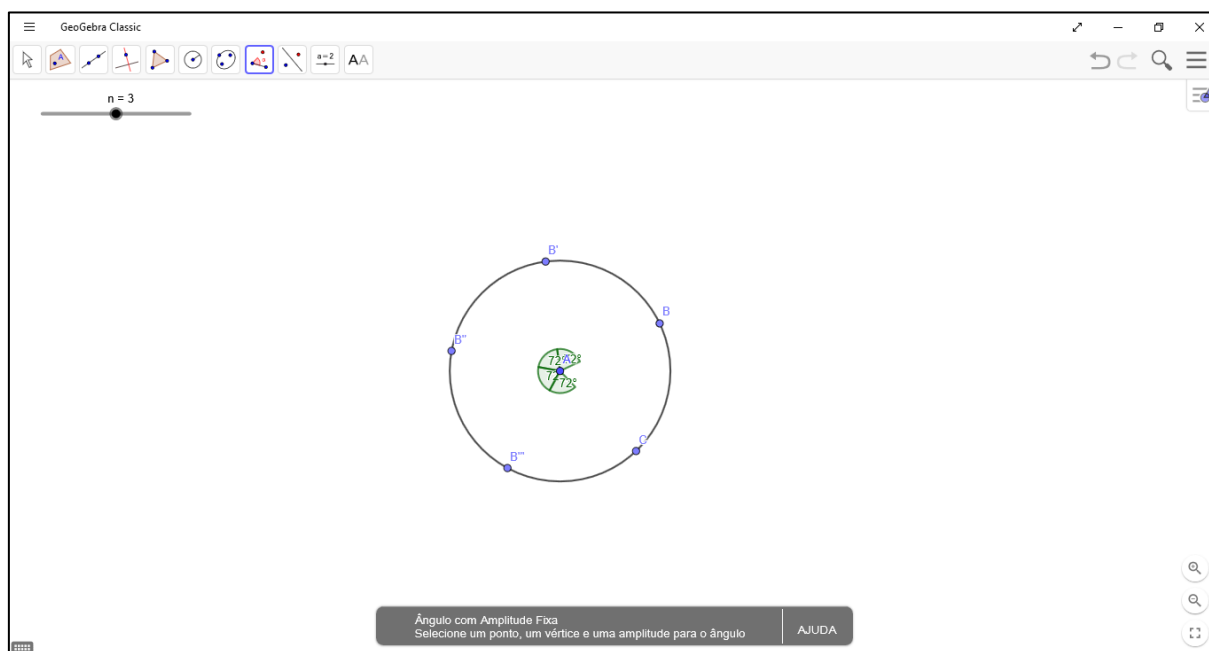 GeoGebra Classic
A
a=2
AA
n = 3
B'
B
B''
72°
A
72°
72°
72°
C
B'''
Ângulo com Amplitude Fixa
Selecione um ponto, um vértice e uma amplitude para o ângulo
AJUDA